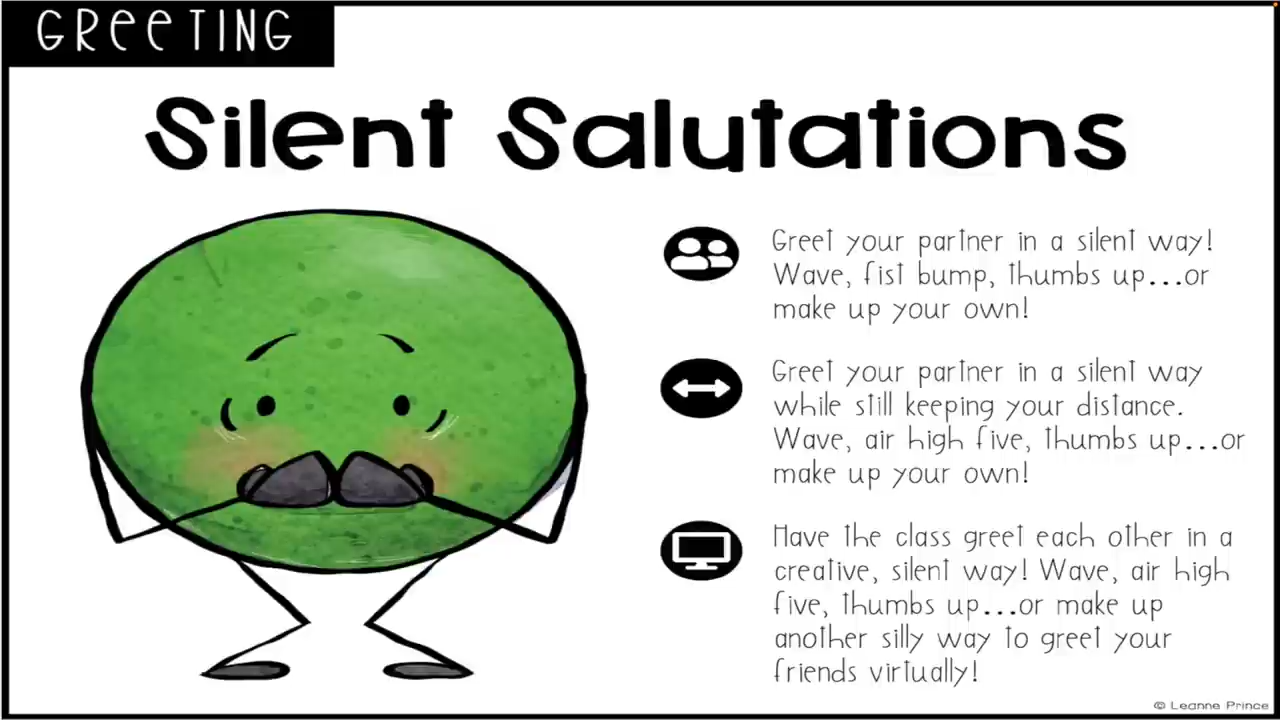 GREETING
Silent Salutations
Greet your partner in a silent way!
Wave, fist bump, thumbs up...or
make up your own!
Greet your partner in a silent way
while still keeping your distance.
Wave, air high five, thumbs up...or
make up your own!
Have the class greet each other in a
creative, silent way! Wave, air high
five, thumbs up...or make up
another silly way to greet your
friends virtually!
© Leanne Prince